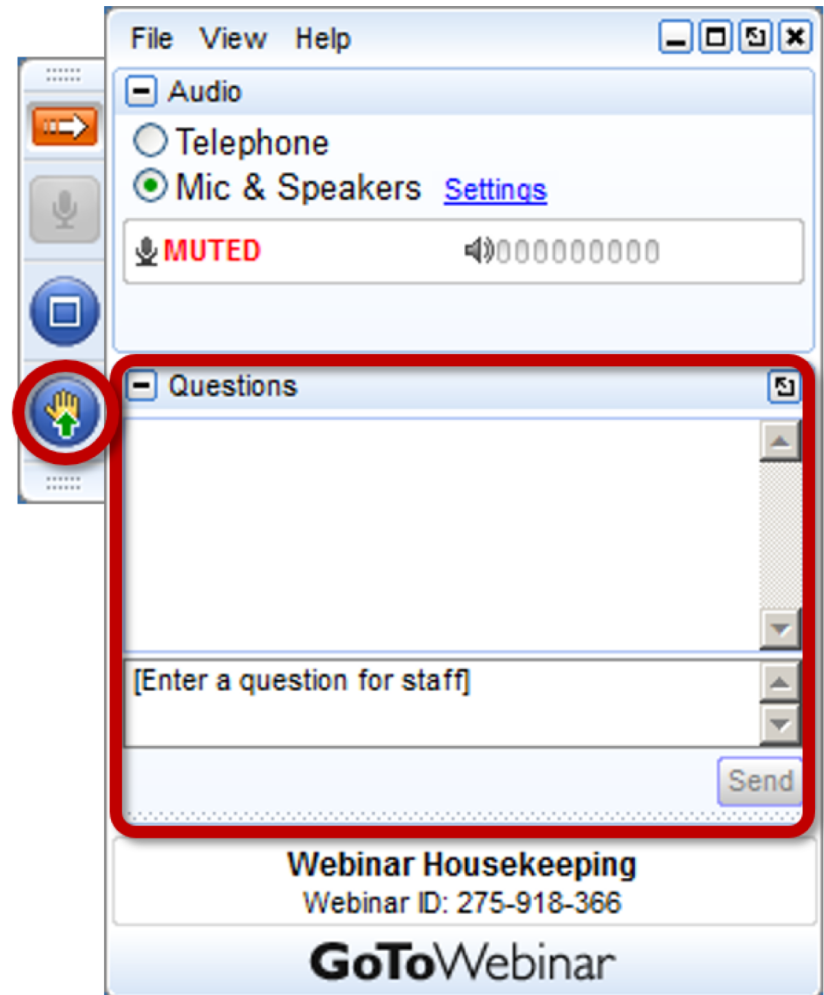 File View Help
Audio
Telephone
Mic & Speakers Settings
MUTED
Questions
[Enter a question for staff]
Send
Webinar Housekeeping
Webinar ID: 275-918-366
GoToWebinar